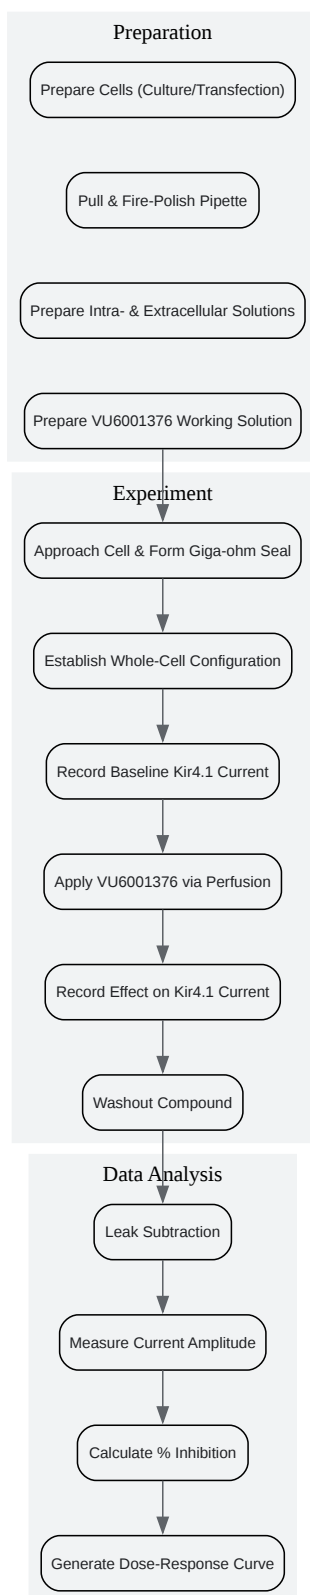 Preparation
Prepare Cells (Culture/Transfection)
Pull & Fire-Polish Pipette
Prepare Intra- & Extracellular Solutions
Prepare VU6001376 Working Solution
Experiment
Approach Cell & Form Giga-ohm Seal
Establish Whole-Cell Configuration
Record Baseline Kir4.1 Current
Apply VU6001376 via Perfusion
Record Effect on Kir4.1 Current
Washout Compound
Data Analysis
Leak Subtraction
Measure Current Amplitude
Calculate % Inhibition
Generate Dose-Response Curve